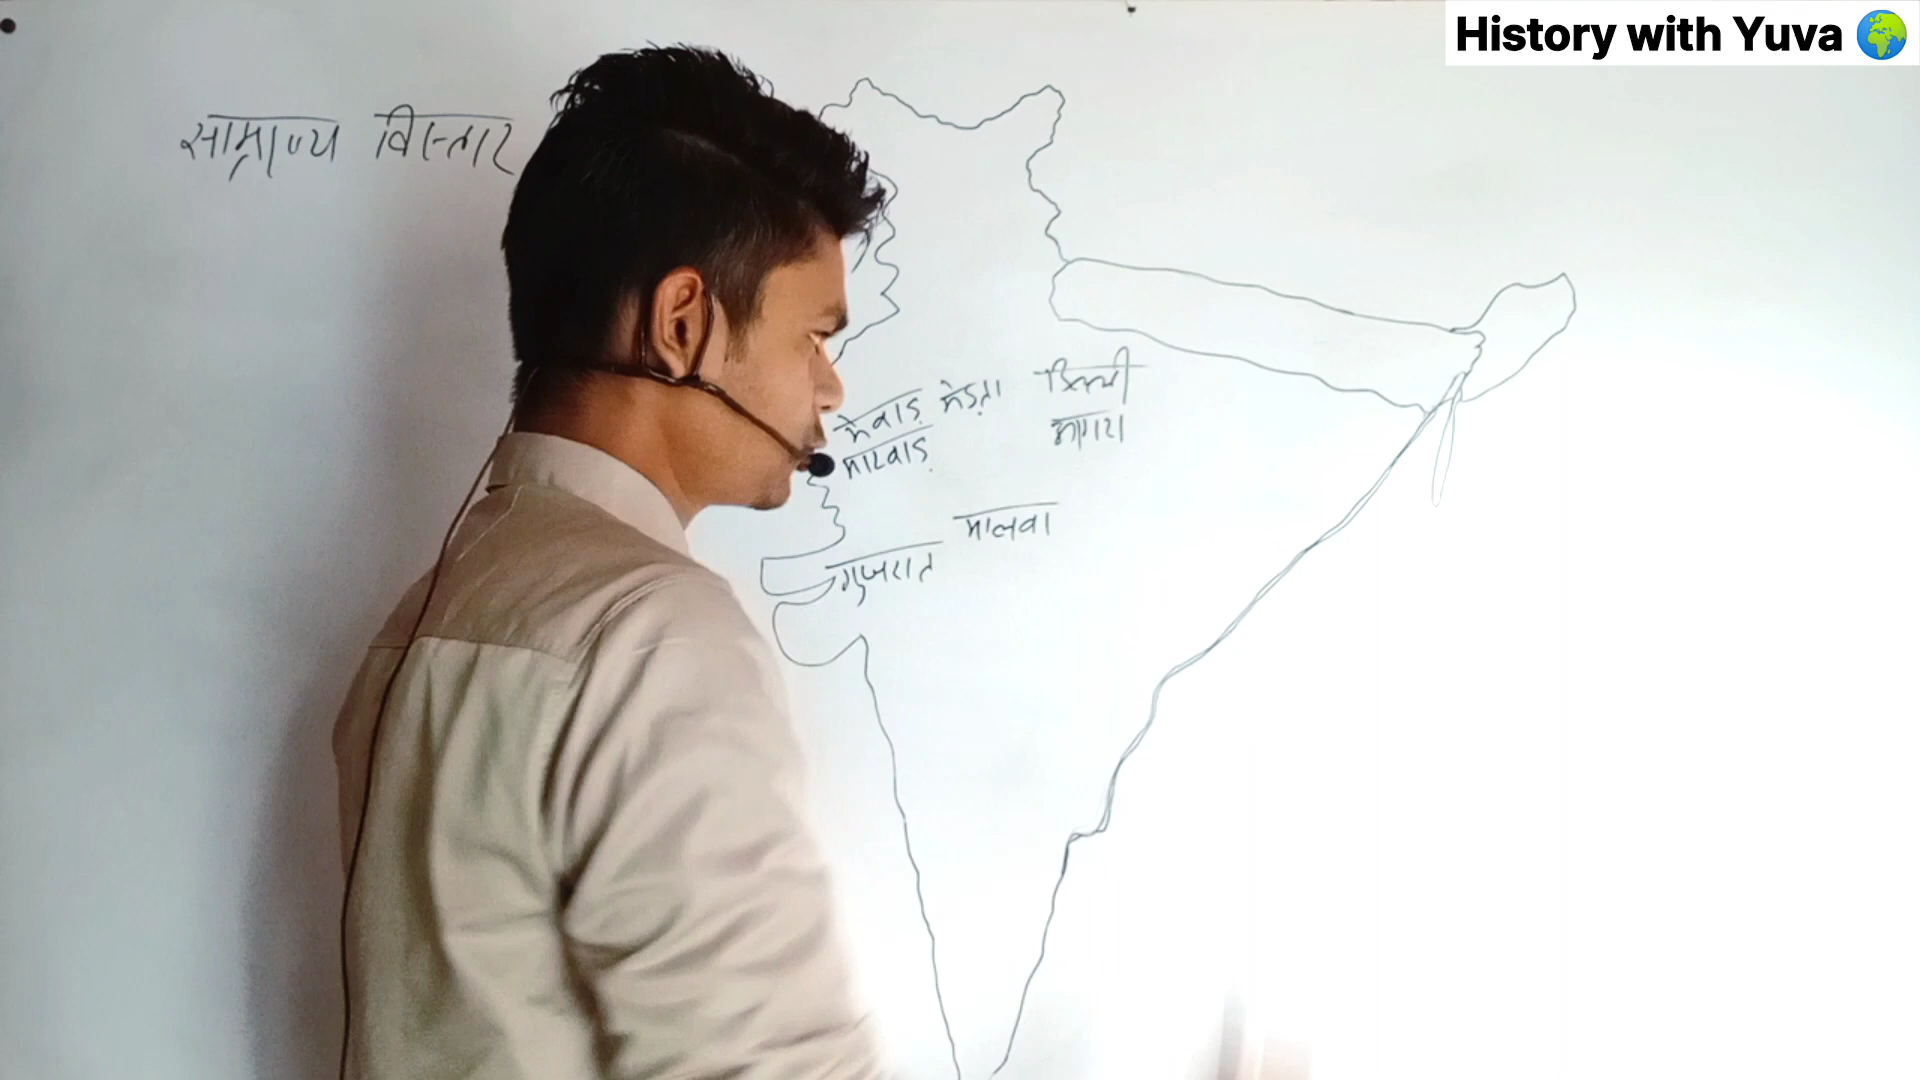 History with Yuva
साम्राज्य विस्तार
मेवाड़ मेड़ता दिल्ली
मारवाड़ आगरा
मालवा
गुजरात